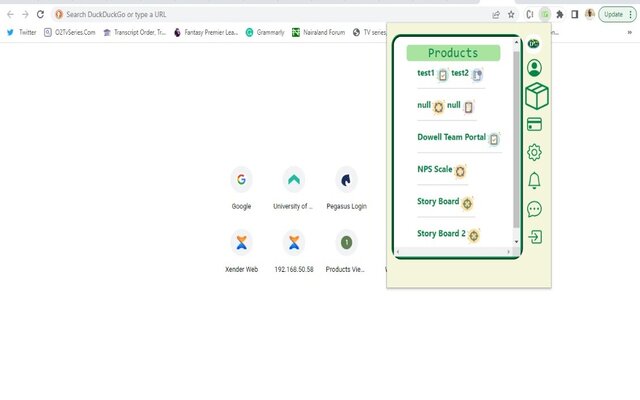 Search DuckDuckGo or type a URL
Update
Twitter O2TvSeries.Com Transcript Order, Tr... Fantasy Premier Lea... Grammarly Nairaland Forum TV series on... »
Products
test1 test2
null null
Dowell Team Portal
NPS Scale
Story Board
Story Board 2
Google University of ... Pegasus Login
Xender Web 192.168.50.58 Products Vie...